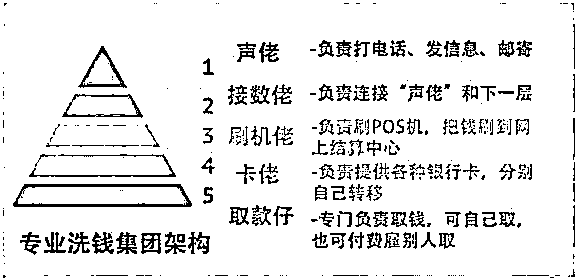 1 声佬 -负责打电话、发信息、邮寄
2 接数佬 -负责连接“声佬”和下一层
3 刷机佬 -负责刷POS机，把钱刷到网
上结算中心
4 卡佬 -负责提供各种银行卡，分别
自己转移
5 取款仔 -专门负责取钱，可自己取，
也可付费雇别人取
专业洗钱集团架构